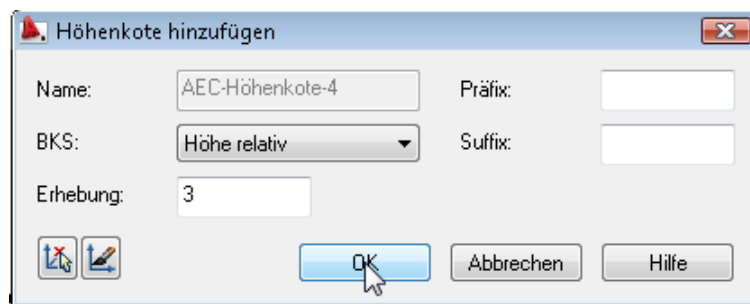 Höhenkote hinzufügen
Name: AEC-Höhenkote-4 Präfix:
BKS: Höhe relativ Suffix:
Erhebung: 3
OK Abbrechen Hilfe